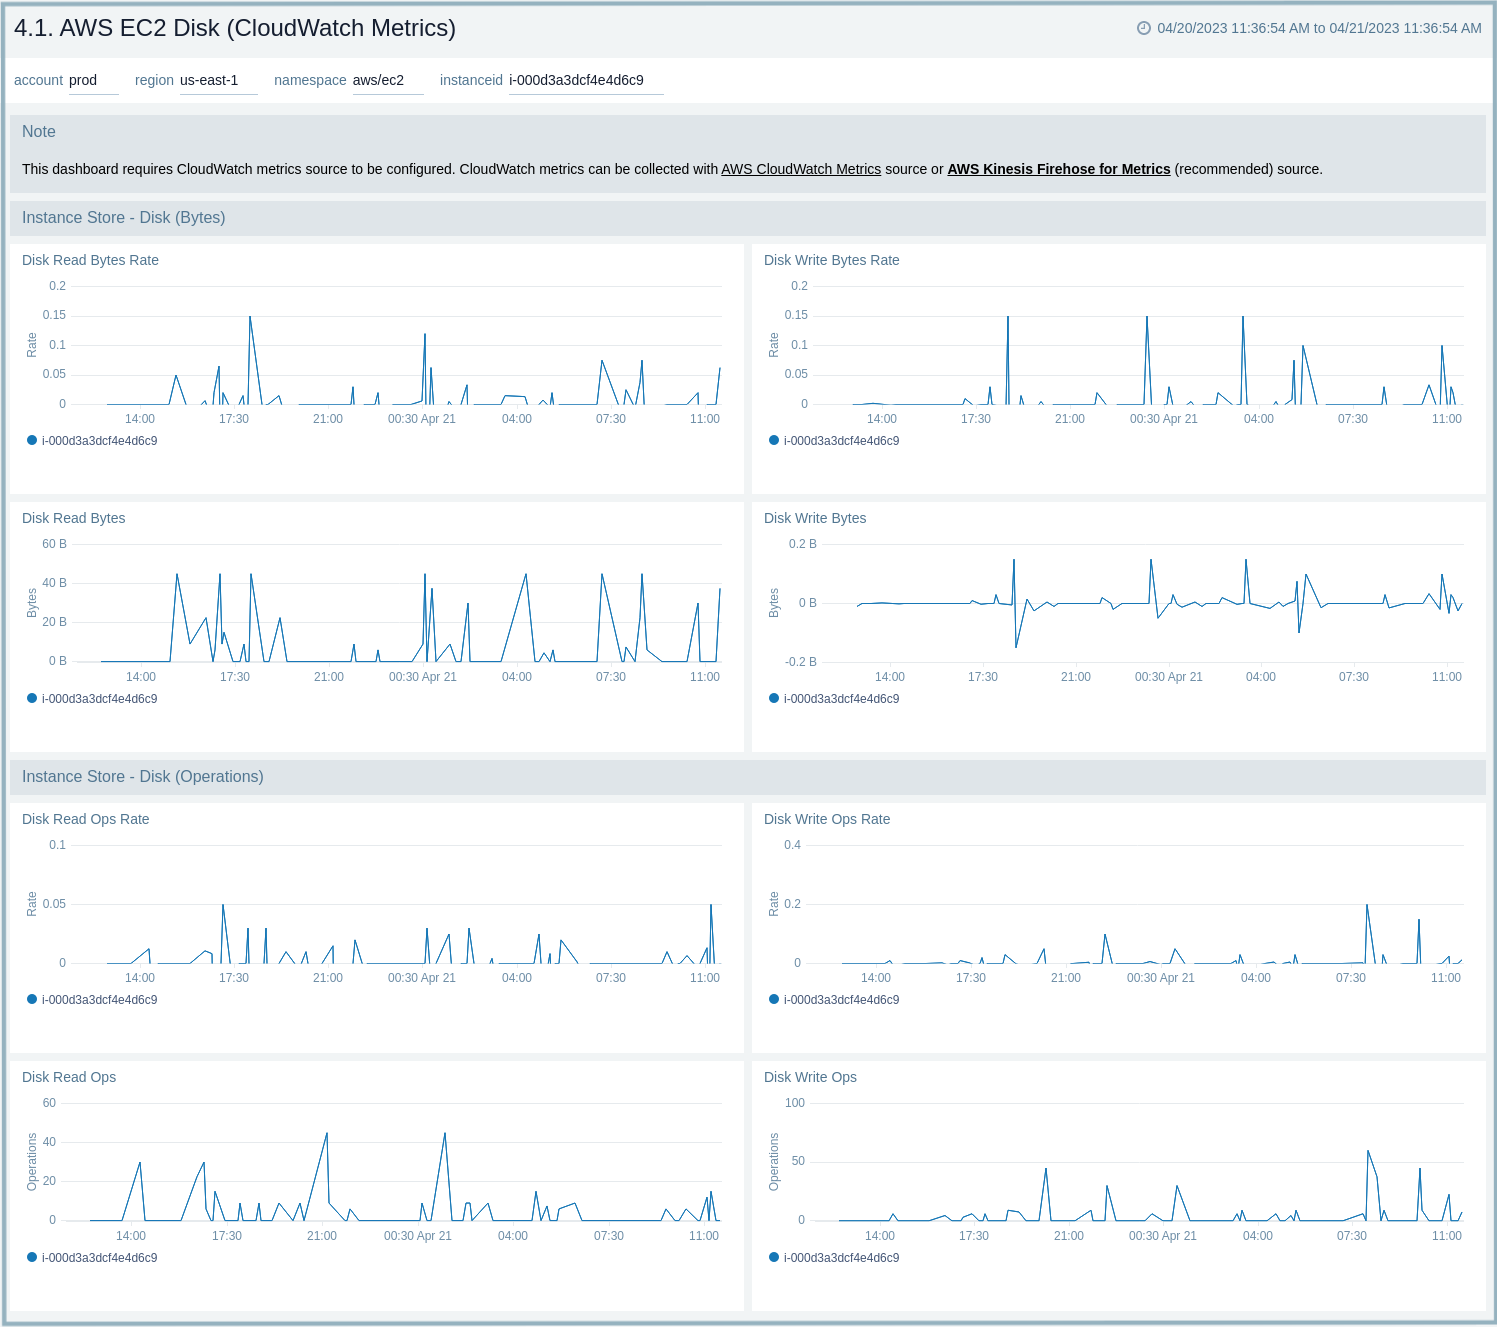 4.1. AWS EC2 Disk (CloudWatch Metrics)
04/20/2023 11:36:54 AM to 04/21/2023 11:36:54 AM
account prod region us-east-1 namespace aws/ec2 instanceid i-000d3a3dcf4e4d6c9
Note
This dashboard requires CloudWatch metrics source to be configured. CloudWatch metrics can be collected with AWS CloudWatch Metrics source or AWS Kinesis Firehose for Metrics (recommended) source.
Instance Store - Disk (Bytes)
Disk Read Bytes Rate
0.2
0.15
0.1
0.05
0
Rate
14:00 17:30 21:00 00:30 Apr 21 04:00 07:30 11:00
i-000d3a3dcf4e4d6c9
Disk Write Bytes Rate
0.2
0.15
0.1
0.05
0
Rate
14:00 17:30 21:00 00:30 Apr 21 04:00 07:30 11:00
i-000d3a3dcf4e4d6c9
Disk Read Bytes
60 B
40 B
20 B
0 B
Bytes
14:00 17:30 21:00 00:30 Apr 21 04:00 07:30 11:00
i-000d3a3dcf4e4d6c9
Disk Write Bytes
0.2 B
0 B
-0.2 B
Bytes
14:00 17:30 21:00 00:30 Apr 21 04:00 07:30 11:00
i-000d3a3dcf4e4d6c9
Instance Store - Disk (Operations)
Disk Read Ops Rate
0.1
0.05
0
Rate
14:00 17:30 21:00 00:30 Apr 21 04:00 07:30 11:00
i-000d3a3dcf4e4d6c9
Disk Write Ops Rate
0.4
0.2
0
Rate
14:00 17:30 21:00 00:30 Apr 21 04:00 07:30 11:00
i-000d3a3dcf4e4d6c9
Disk Read Ops
60
40
20
0
Operations
14:00 17:30 21:00 00:30 Apr 21 04:00 07:30 11:00
i-000d3a3dcf4e4d6c9
Disk Write Ops
100
50
0
Operations
14:00 17:30 21:00 00:30 Apr 21 04:00 07:30 11:00
i-000d3a3dcf4e4d6c9